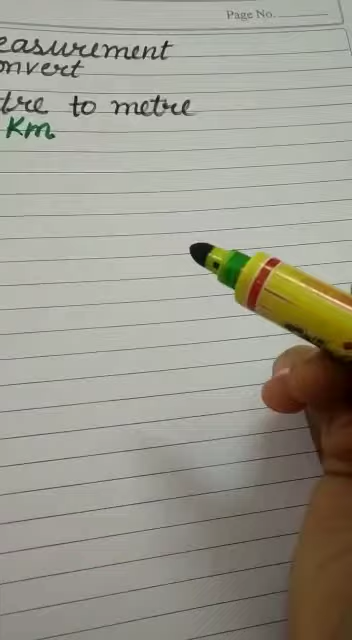 Page No.
easurement
onvert
tre to metre
Km.